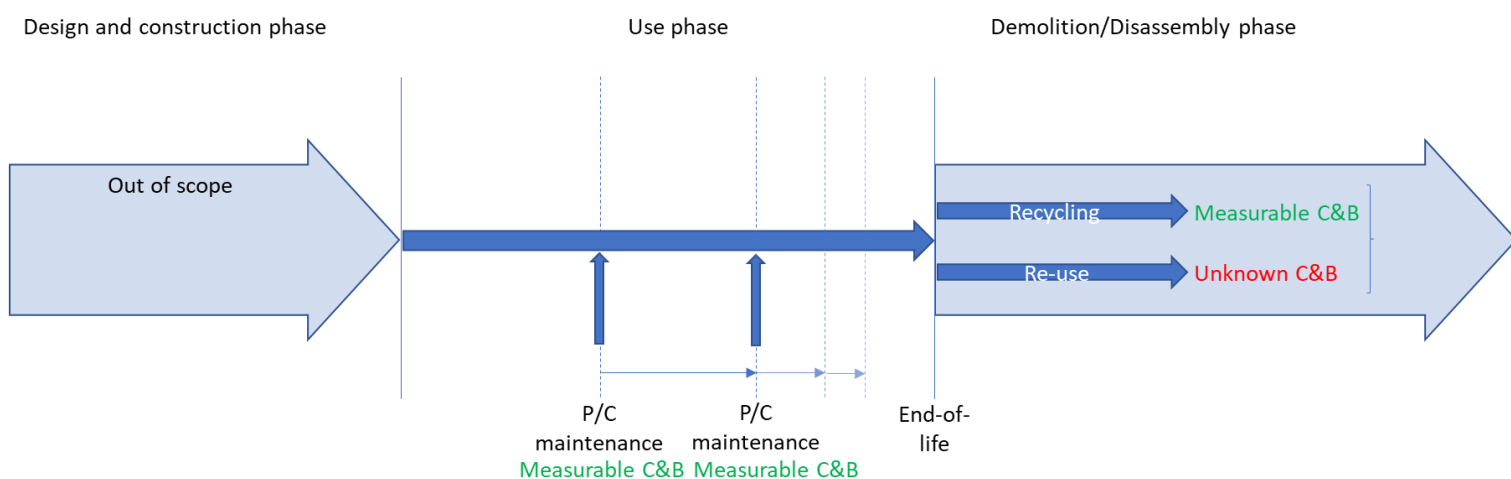 Design and construction phase
Use phase
Demolition/Disassembly phase
Out of scope
Recycling
Measurable C&B
Re-use
Unknown C&B
P/C
maintenance
Measurable C&B
P/C
maintenance
Measurable C&B
End-of-
life